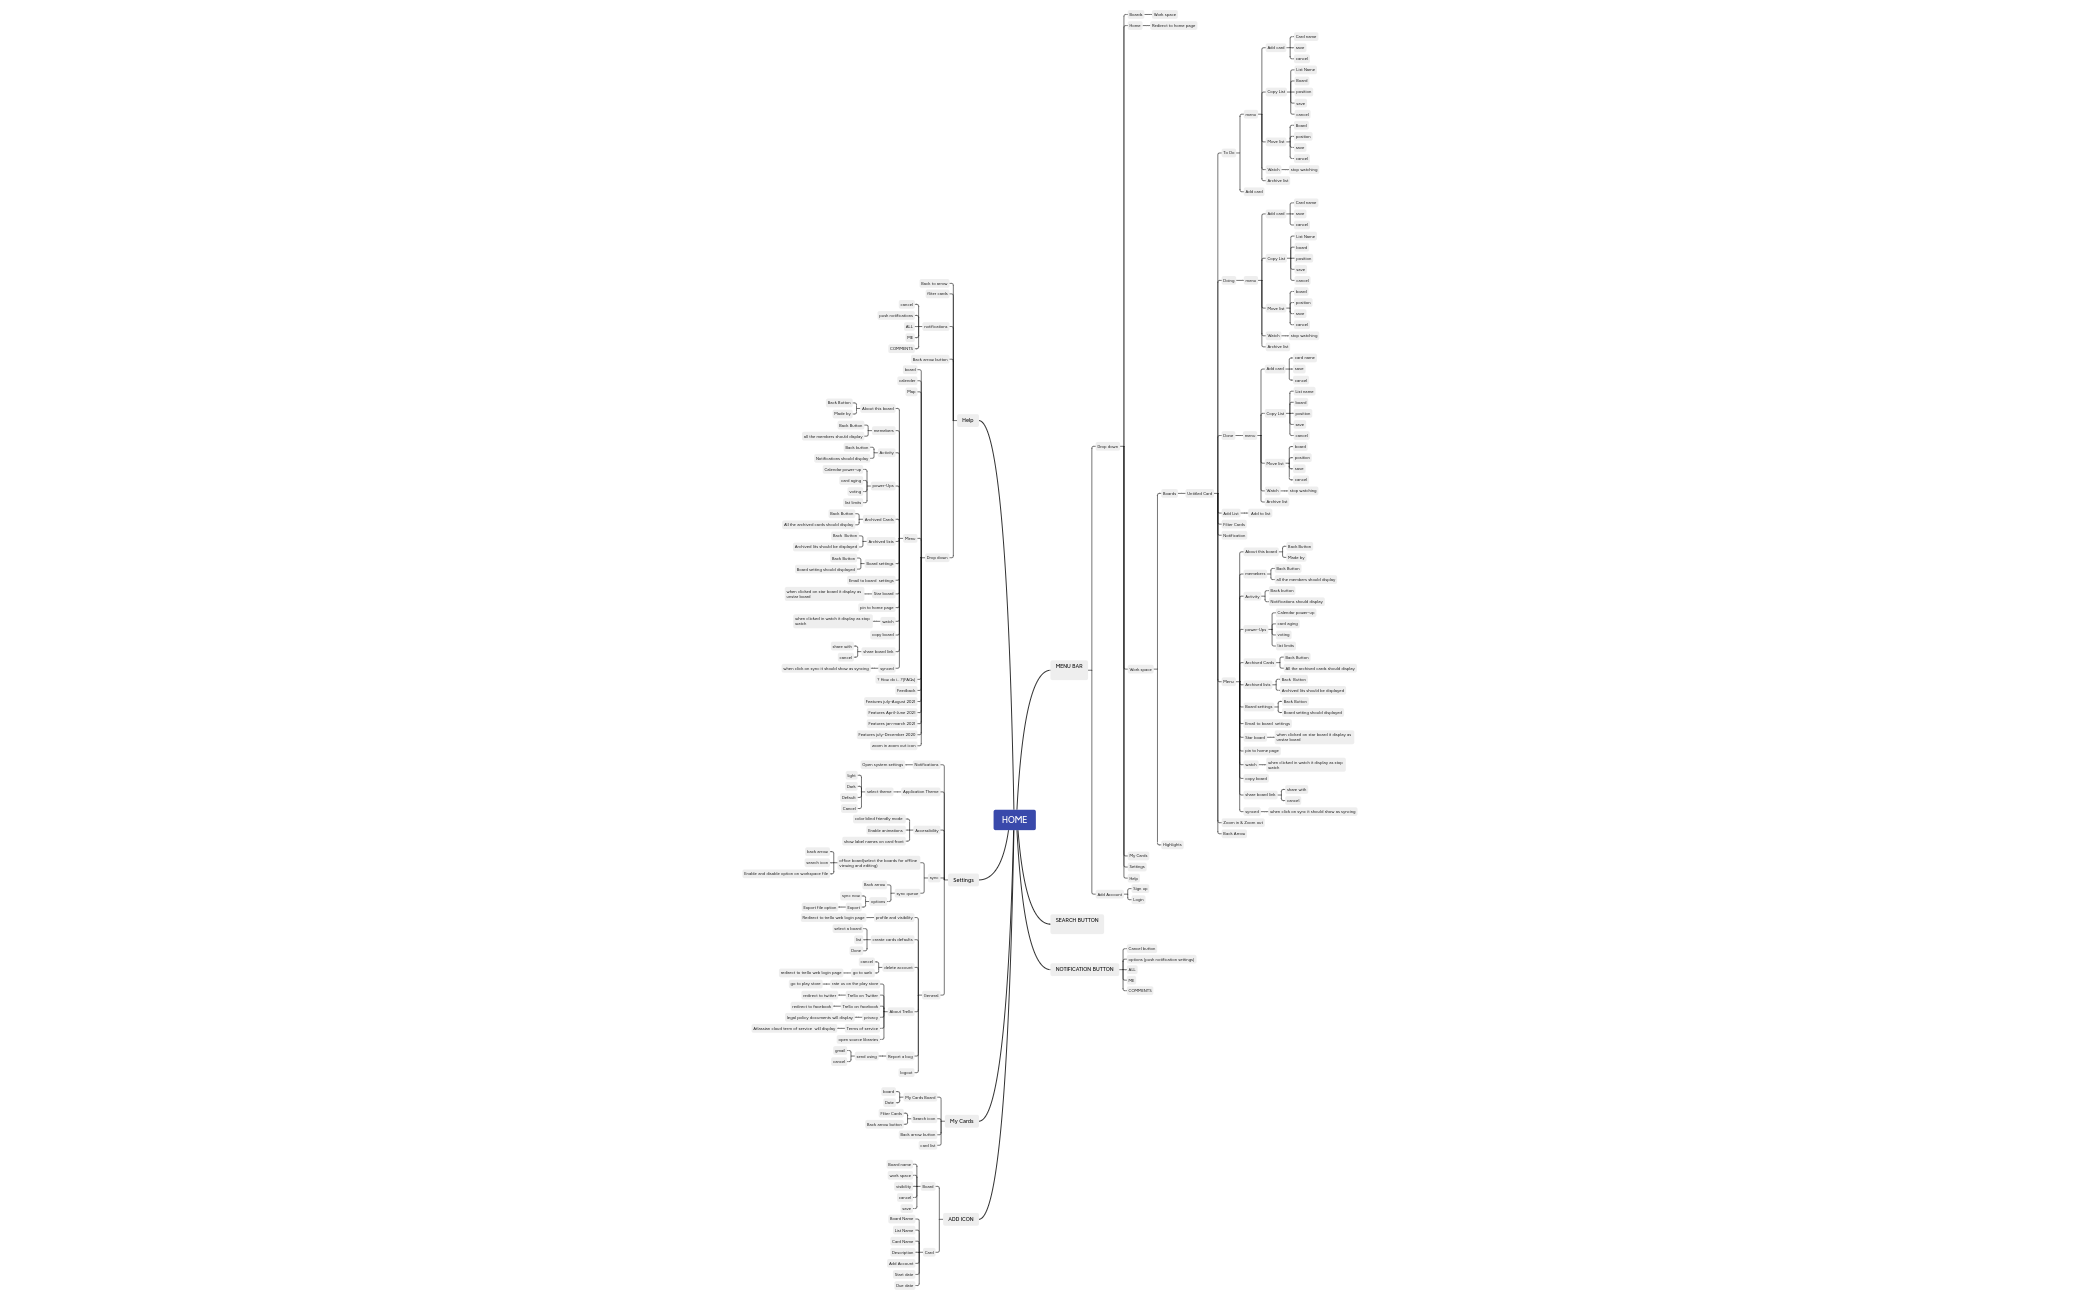 HOME
MENU BAR
Drop down
Boards
Work space
Home
Redirect to home page
Work space
Boards
Untitled Card
To Do
menu
Add card
Card name
save
cancel
Copy List
List Name
Board
position
save
cancel
Move list
Board
position
save
cancel
Watch
stop watching
Archive list
Add card
Doing
menu
Add card
Card name
save
cancel
Copy List
List Name
board
position
save
cancel
Move list
board
position
save
cancel
Watch
stop watching
Archive list
Done
menu
Add card
card name
save
cancel
Copy List
List name
board
position
save
cancel
Move list
board
position
save
cancel
Watch
stop watching
Archive list
Add List
Add to list
Filter Cards
Notification
Menu
About this board
Back Button
Made by
Back Button
all the members should display
Activity
Back button
Notifications should display
power-Ups
Calendar power-up
card aging
voting
list limits
Archived Cards
Back Button
All the archived cards should display
Archived lists
Back Button
Archived lists should be displayed
Board settings
Back Button
Board setting should displayed
Email to board settings
Star board
when clicked on star board it display as
unstar board
pin to home page
watch
when clicked in watch it display as stop
watch
copy board
share board link
share with
cancel
synced
when click on sync it should show as syncing
Zoom in & Zoom out
Back Arrow
Highlights
My Cards
Settings
Help
Add Account
Sign up
Login
SEARCH BUTTON
NOTIFICATION BUTTON
Cancel button
options (push notification settings)
ALL
ME
COMMENTS
Help
Back to arrow
filter cards
notifications
cancel
push notifications
ALL
ME
COMMENTS
Back arrow button
Drop down
board
calender
Map
Menu
About this board
Back Button
Made by
Back Button
all the members should display
Activity
Back button
Notifications should display
power-Ups
Calendar power-up
card aging
voting
list limits
Archived Cards
Back Button
All the archived cards should display
Archived lists
Back Button
Archived lists should be displayed
Board settings
Back Button
Board setting should displayed
Email to board settings
Star board
when clicked on star board it display as
unstar board
pin to home page
watch
when clicked in watch it display as stop
watch
copy board
share board link
share with
cancel
synced
when click on sync it should show as syncing
? How do i.. ?(FAQs)
Feedback
Features july-August 2021
Features April-June 2021
Features jan-march 2021
Features july-December 2020
zoom in zoom out icon
Settings
Notifications
Open system settings
Application Theme
select theme
light
Dark
Default
Cancel
Accessibility
color blind friendly mode
Enable animations
show label names on card front
sync
offline board(select the boards for offline
viewing and editing)
back arrow
search icon
Enable and disable option on workspace file
sync queue
Back arrow
options
sync now
Export
Export file option
General
profile and visibility
Redirect to trello web login page
create cards defaults
select a board
list
Done
delete account
cancel
go to web
redirect to trello web login page
About Trello
rate us on the play store
go to play store
Trello on Twitter
redirect to twitter
Trello on facebook
redirect to facebook
privacy
legal policy documents will display
Terms of service
Atlassian cloud term of service will display
open source libraries
Report a bug
send using
gmail
cancel
logout
My Cards
My Cards Board
board
Date
Search icon
Filter Cards
Back arrow button
Back arrow button
card list
ADD ICON
Board
Board name
work space
visibility
cancel
save
Card
Board Name
List Name
Card Name
Description
Add Account
Start date
Due date